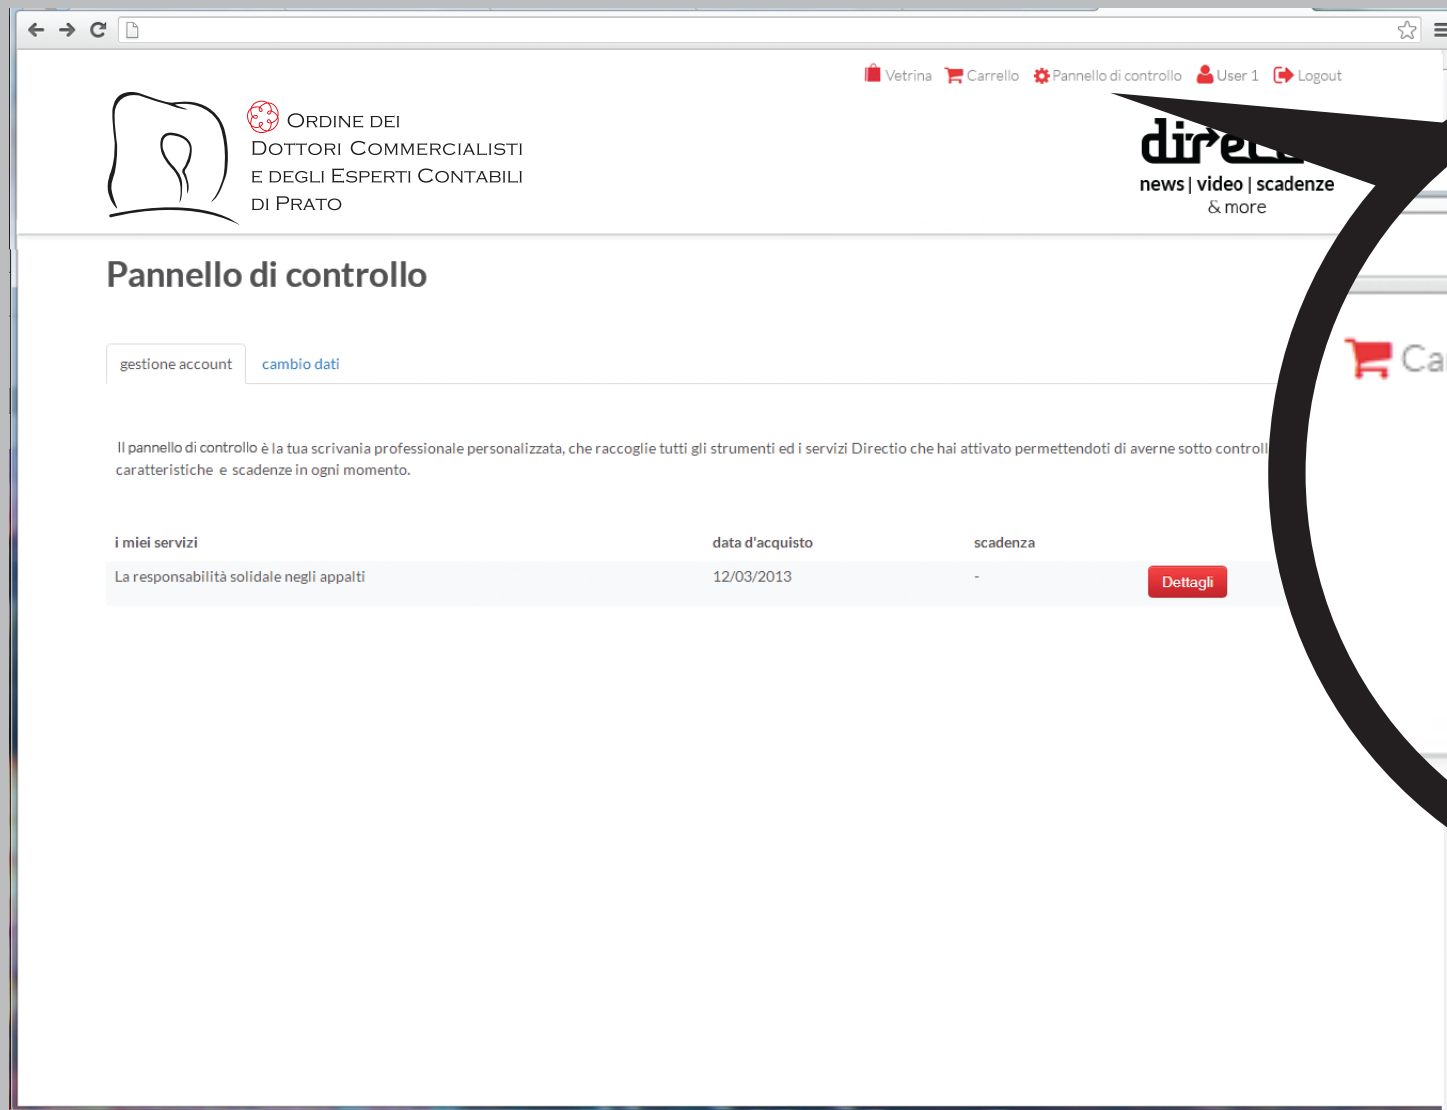 Vetrina Carrello Pannello di controllo User 1 Logout
ORDINE DEI
DOTTORI COMMERCIALISTI
E DEGLI ESPERTI CONTABILI
DI PRATO
news | video | scadenze
& more
Pannello di controllo
gestione account cambio dati
Il pannello di controllo è la tua scrivania professionale personalizzata, che raccoglie tutti gli strumenti ed i servizi Directio che hai attivato permettendoti di averne sotto
caratteristiche e scadenze in ogni momento.
i miei servizi data d'acquisto scadenza
La responsabilità solidale negli appalti 12/03/2013 - Dettagli